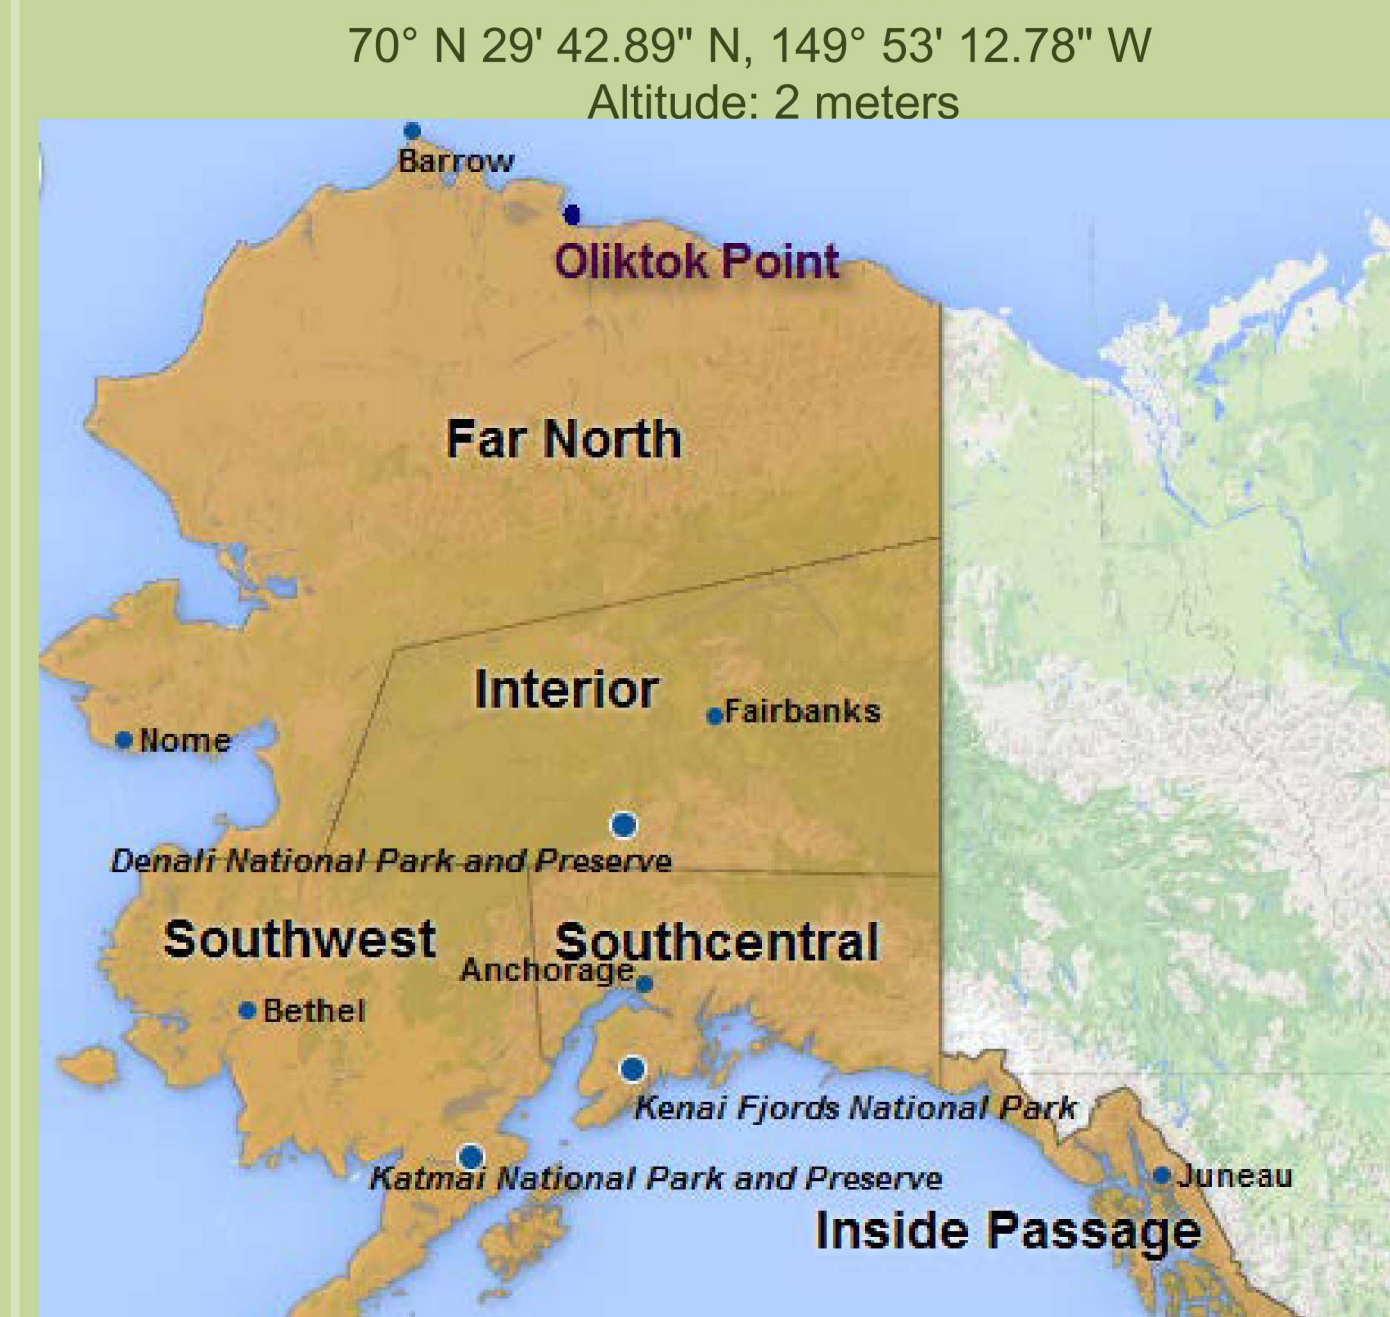 70° N 29' 42.89" N, 149° 53' 12.78" W
Altitude: 2 meters
Barrow
Oliktok Point
Far North
Interior
Fairbanks
Nome
Denali National Park and Preserve
Southwest
Southcentral
Anchorage
Bethel
Kenai Fjords National Park
Katmai National Park and Preserve
Juneau
Inside Passage